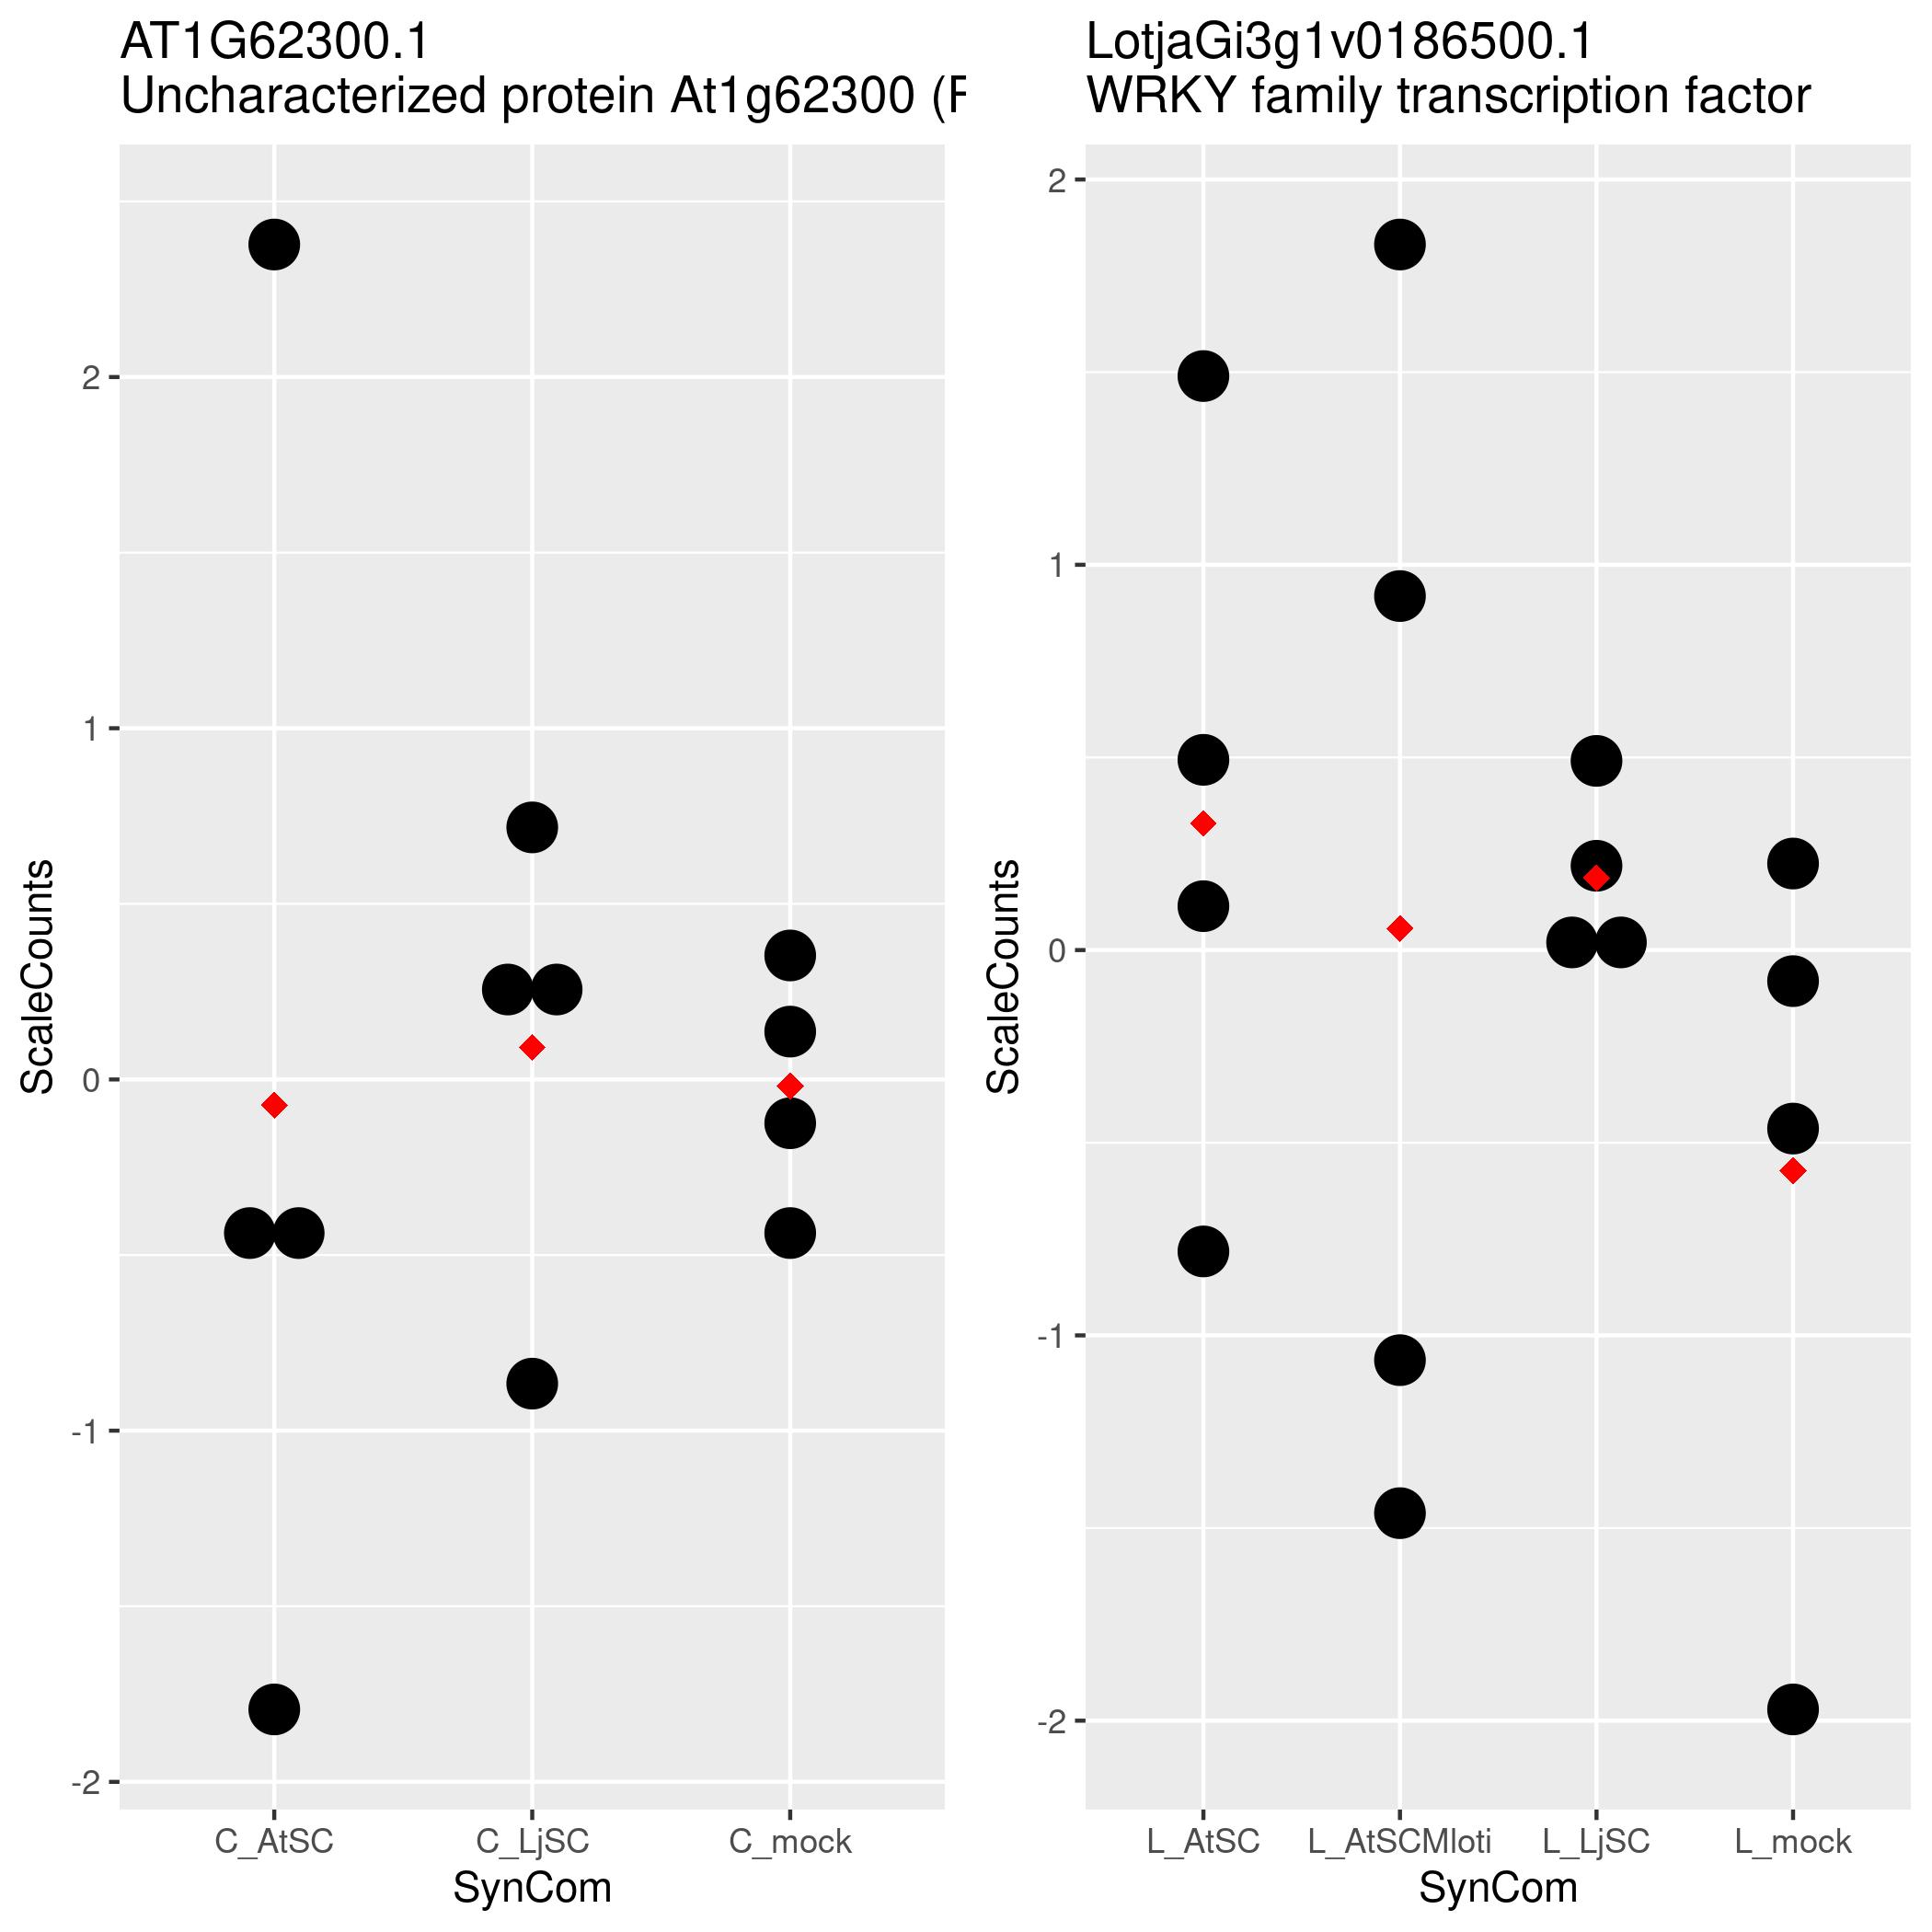 AT1G62300.1
Uncharacterized protein At1g62300 (F
ScaleCounts
2
1
0
-1
-2
C_AtSC C_LjSC C_mock
SynCom
LotjaGi3g1v0186500.1
WRKY family transcription factor
ScaleCounts
2
1
0
-1
-2
L_AtSC L_AtSCMloti L_LjSC L_mock
SynCom